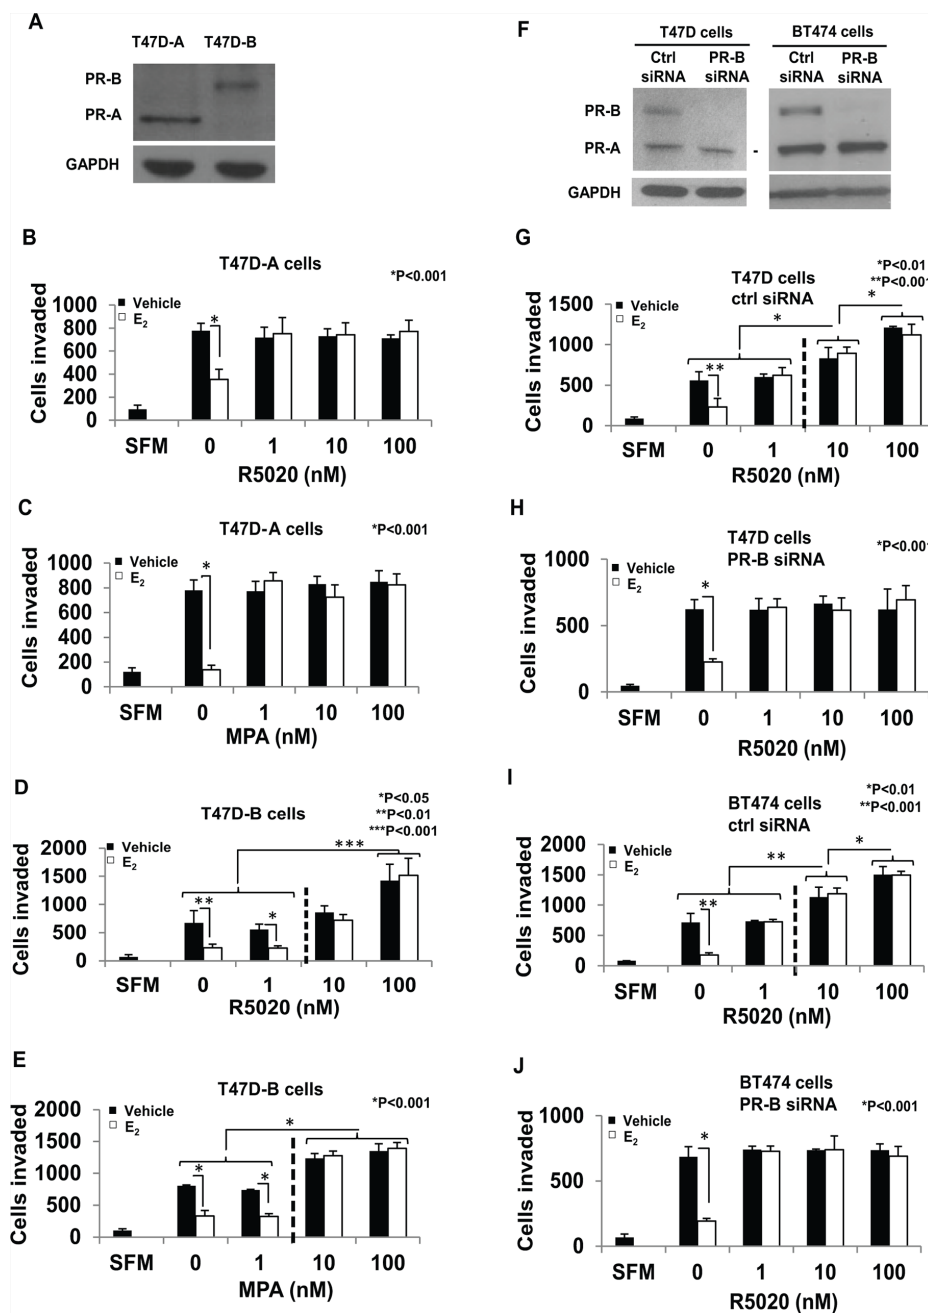 A
T47D-A T47D-B
PR-B
PR-A
GAPDH
B
T47D-A cells
*P<0.001
Vehicle
E2
Cells invaded
1000
800
600
400
200
0
*
SFM 0 1 10 100
R5020 (nM)
C
T47D-A cells
*P<0.001
Vehicle
E2
Cells invaded
1000
800
600
400
200
0
*
SFM 0 1 10 100
MPA (nM)
D
T47D-B cells
*P<0.05
**P<0.01
***P<0.001
Vehicle
E2
Cells invaded
2000
1500
1000
500
0
***
** *
SFM 0 1 10 100
R5020 (nM)
E
T47D-B cells
*P<0.001
Vehicle
E2
Cells invaded
2000
1500
1000
500
0
*
* *
SFM 0 1 10 100
MPA (nM)
F
T47D cells BT474 cells
Ctrl siRNA PR-B siRNA Ctrl siRNA PR-B siRNA
PR-B
PR-A -
GAPDH
G
T47D cells
ctrl siRNA
*P<0.01
**P<0.001
Vehicle
E2
Cells invaded
1500
1000
500
0
* *
**
SFM 0 1 10 100
R5020 (nM)
H
T47D cells
PR-B siRNA
*P<0.001
Vehicle
E2
Cells invaded
1000
500
0
*
SFM 0 1 10 100
R5020 (nM)
I
BT474 cells
ctrl siRNA
*P<0.01
**P<0.001
Vehicle
E2
Cells invaded
2000
1500
1000
500
0
** *
**
SFM 0 1 10 100
R5020 (nM)
J
BT474 cells
PR-B siRNA
*P<0.001
Vehicle
E2
Cells invaded
1000
500
0
*
SFM 0 1 10 100
R5020 (nM)